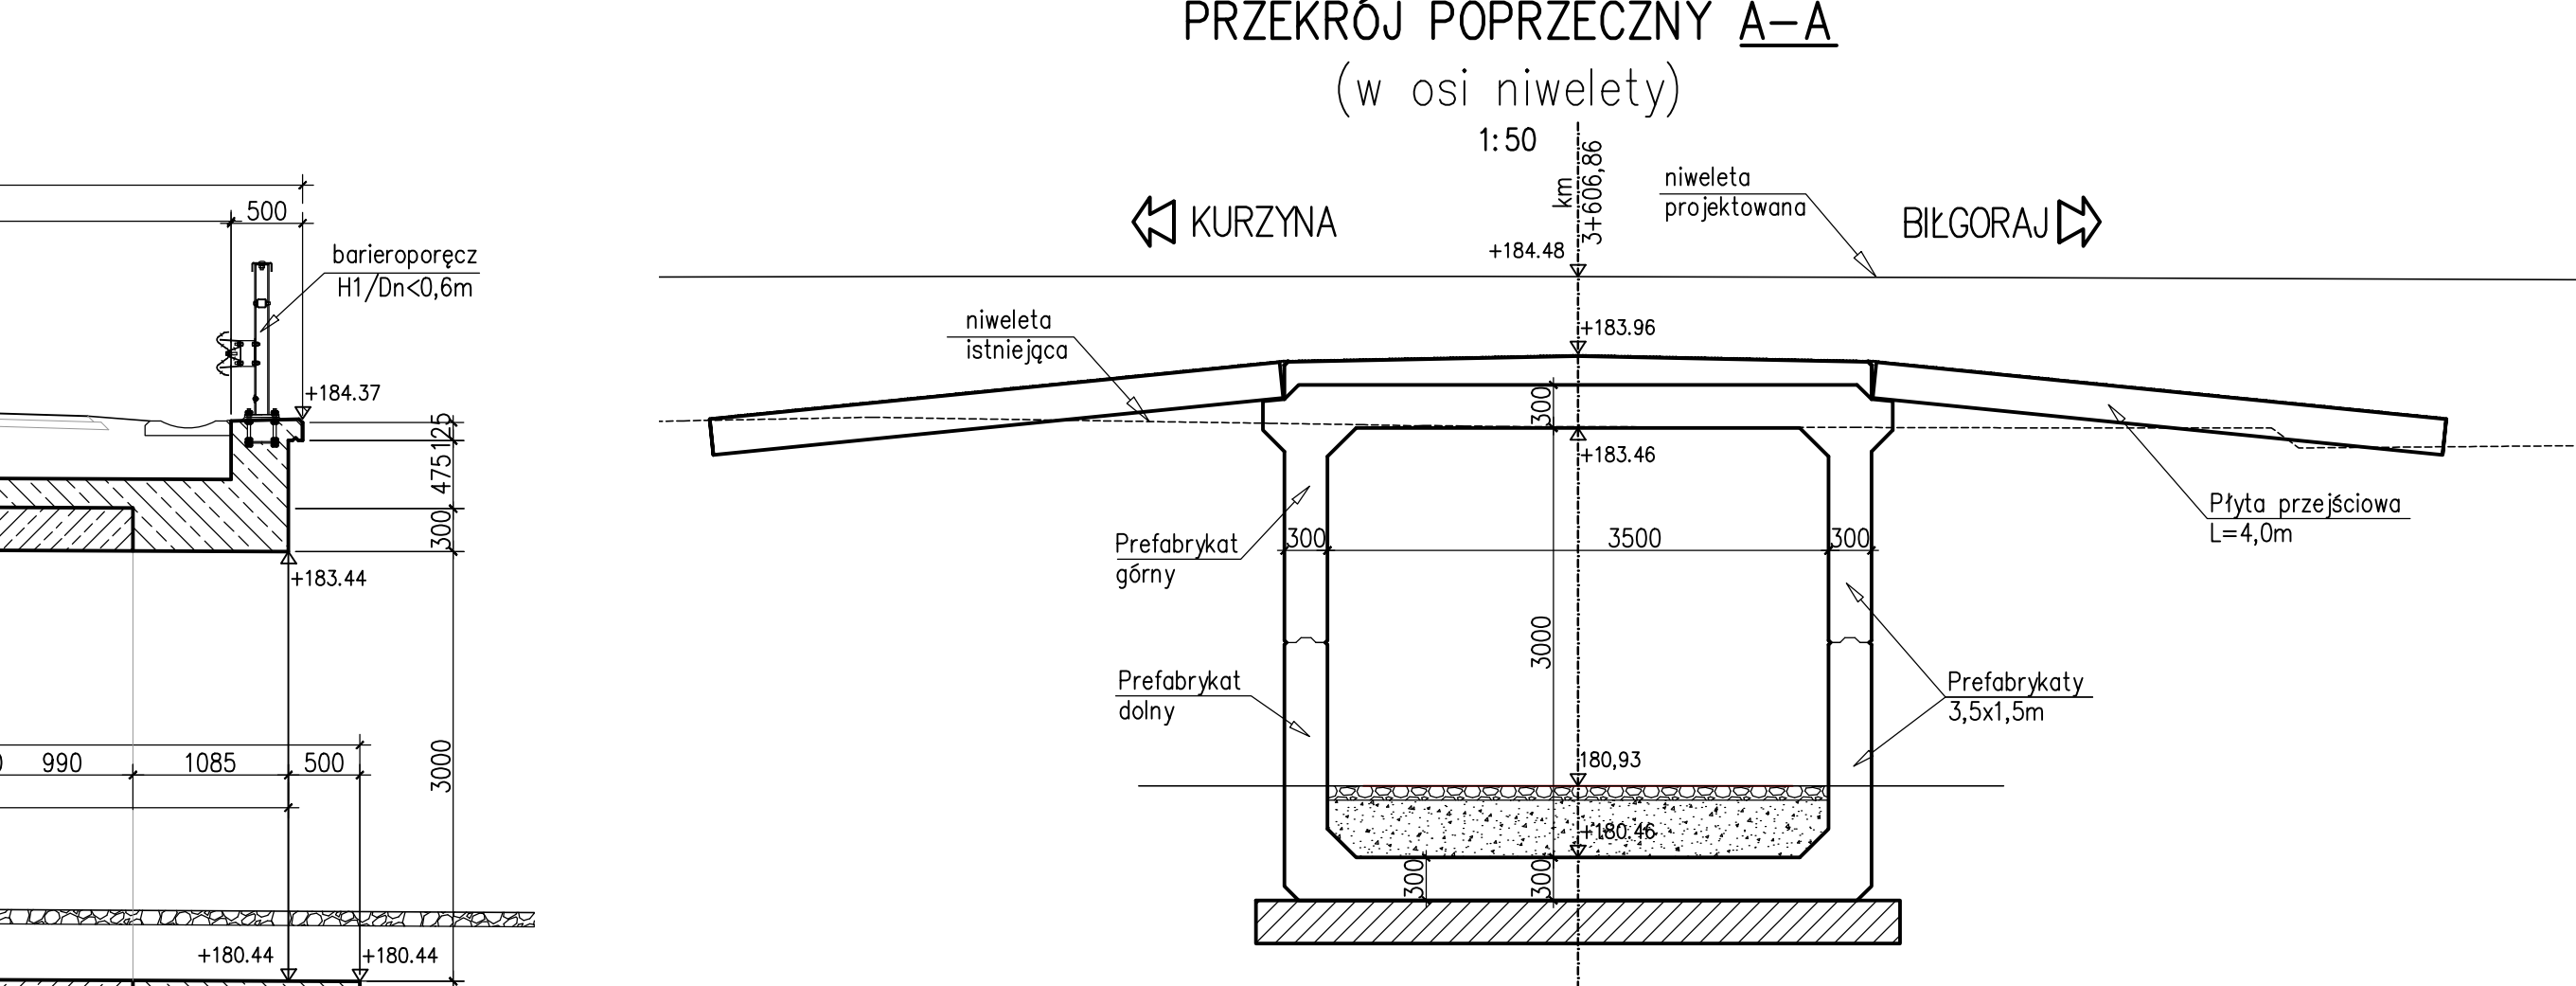 PRZEKRÓJ POPRZECZNY A-A
(w osi niwelety)
1:50
km
3+606,86
KURZYNA
BIŁGORAJ
niweleta
projektowana
+184.48
+183.96
niweleta
istniejąca
300
+183.46
Płyta przejściowa
L=4,0m
Prefabrykat
górny
300
3500
300
3000
Prefabrykat
dolny
Prefabrykaty
3,5x1,5m
180,93
+180.46
300
300
500
barieroporęcz
H1/Dn<0,6m
+184.37
125
475
300
+183.44
990
1085
500
3000
+180.44
+180.44